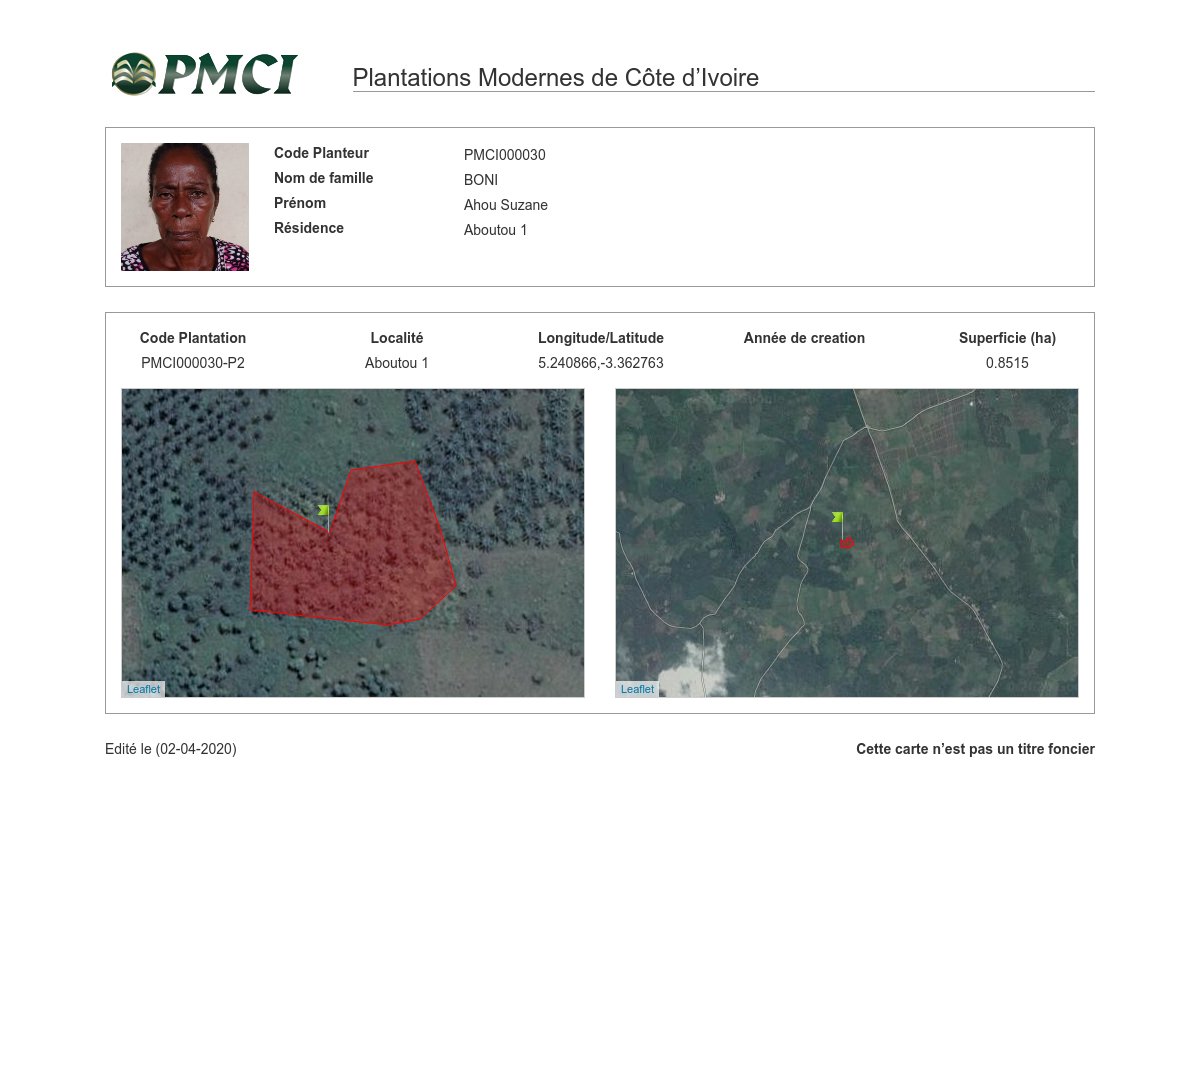 PMCI
Plantations Modernes de Côte d’Ivoire
Code Planteur PMCI000030
Nom de famille BONI
Prénom Ahou Suzane
Résidence Aboutou 1
Code Plantation Localité Longitude/Latitude Année de creation Superficie (ha)
PMCI000030-P2 Aboutou 1 5.240866,-3.362763 0.8515
Leaflet Leaflet
Edité le (02-04-2020) Cette carte n’est pas un titre foncier